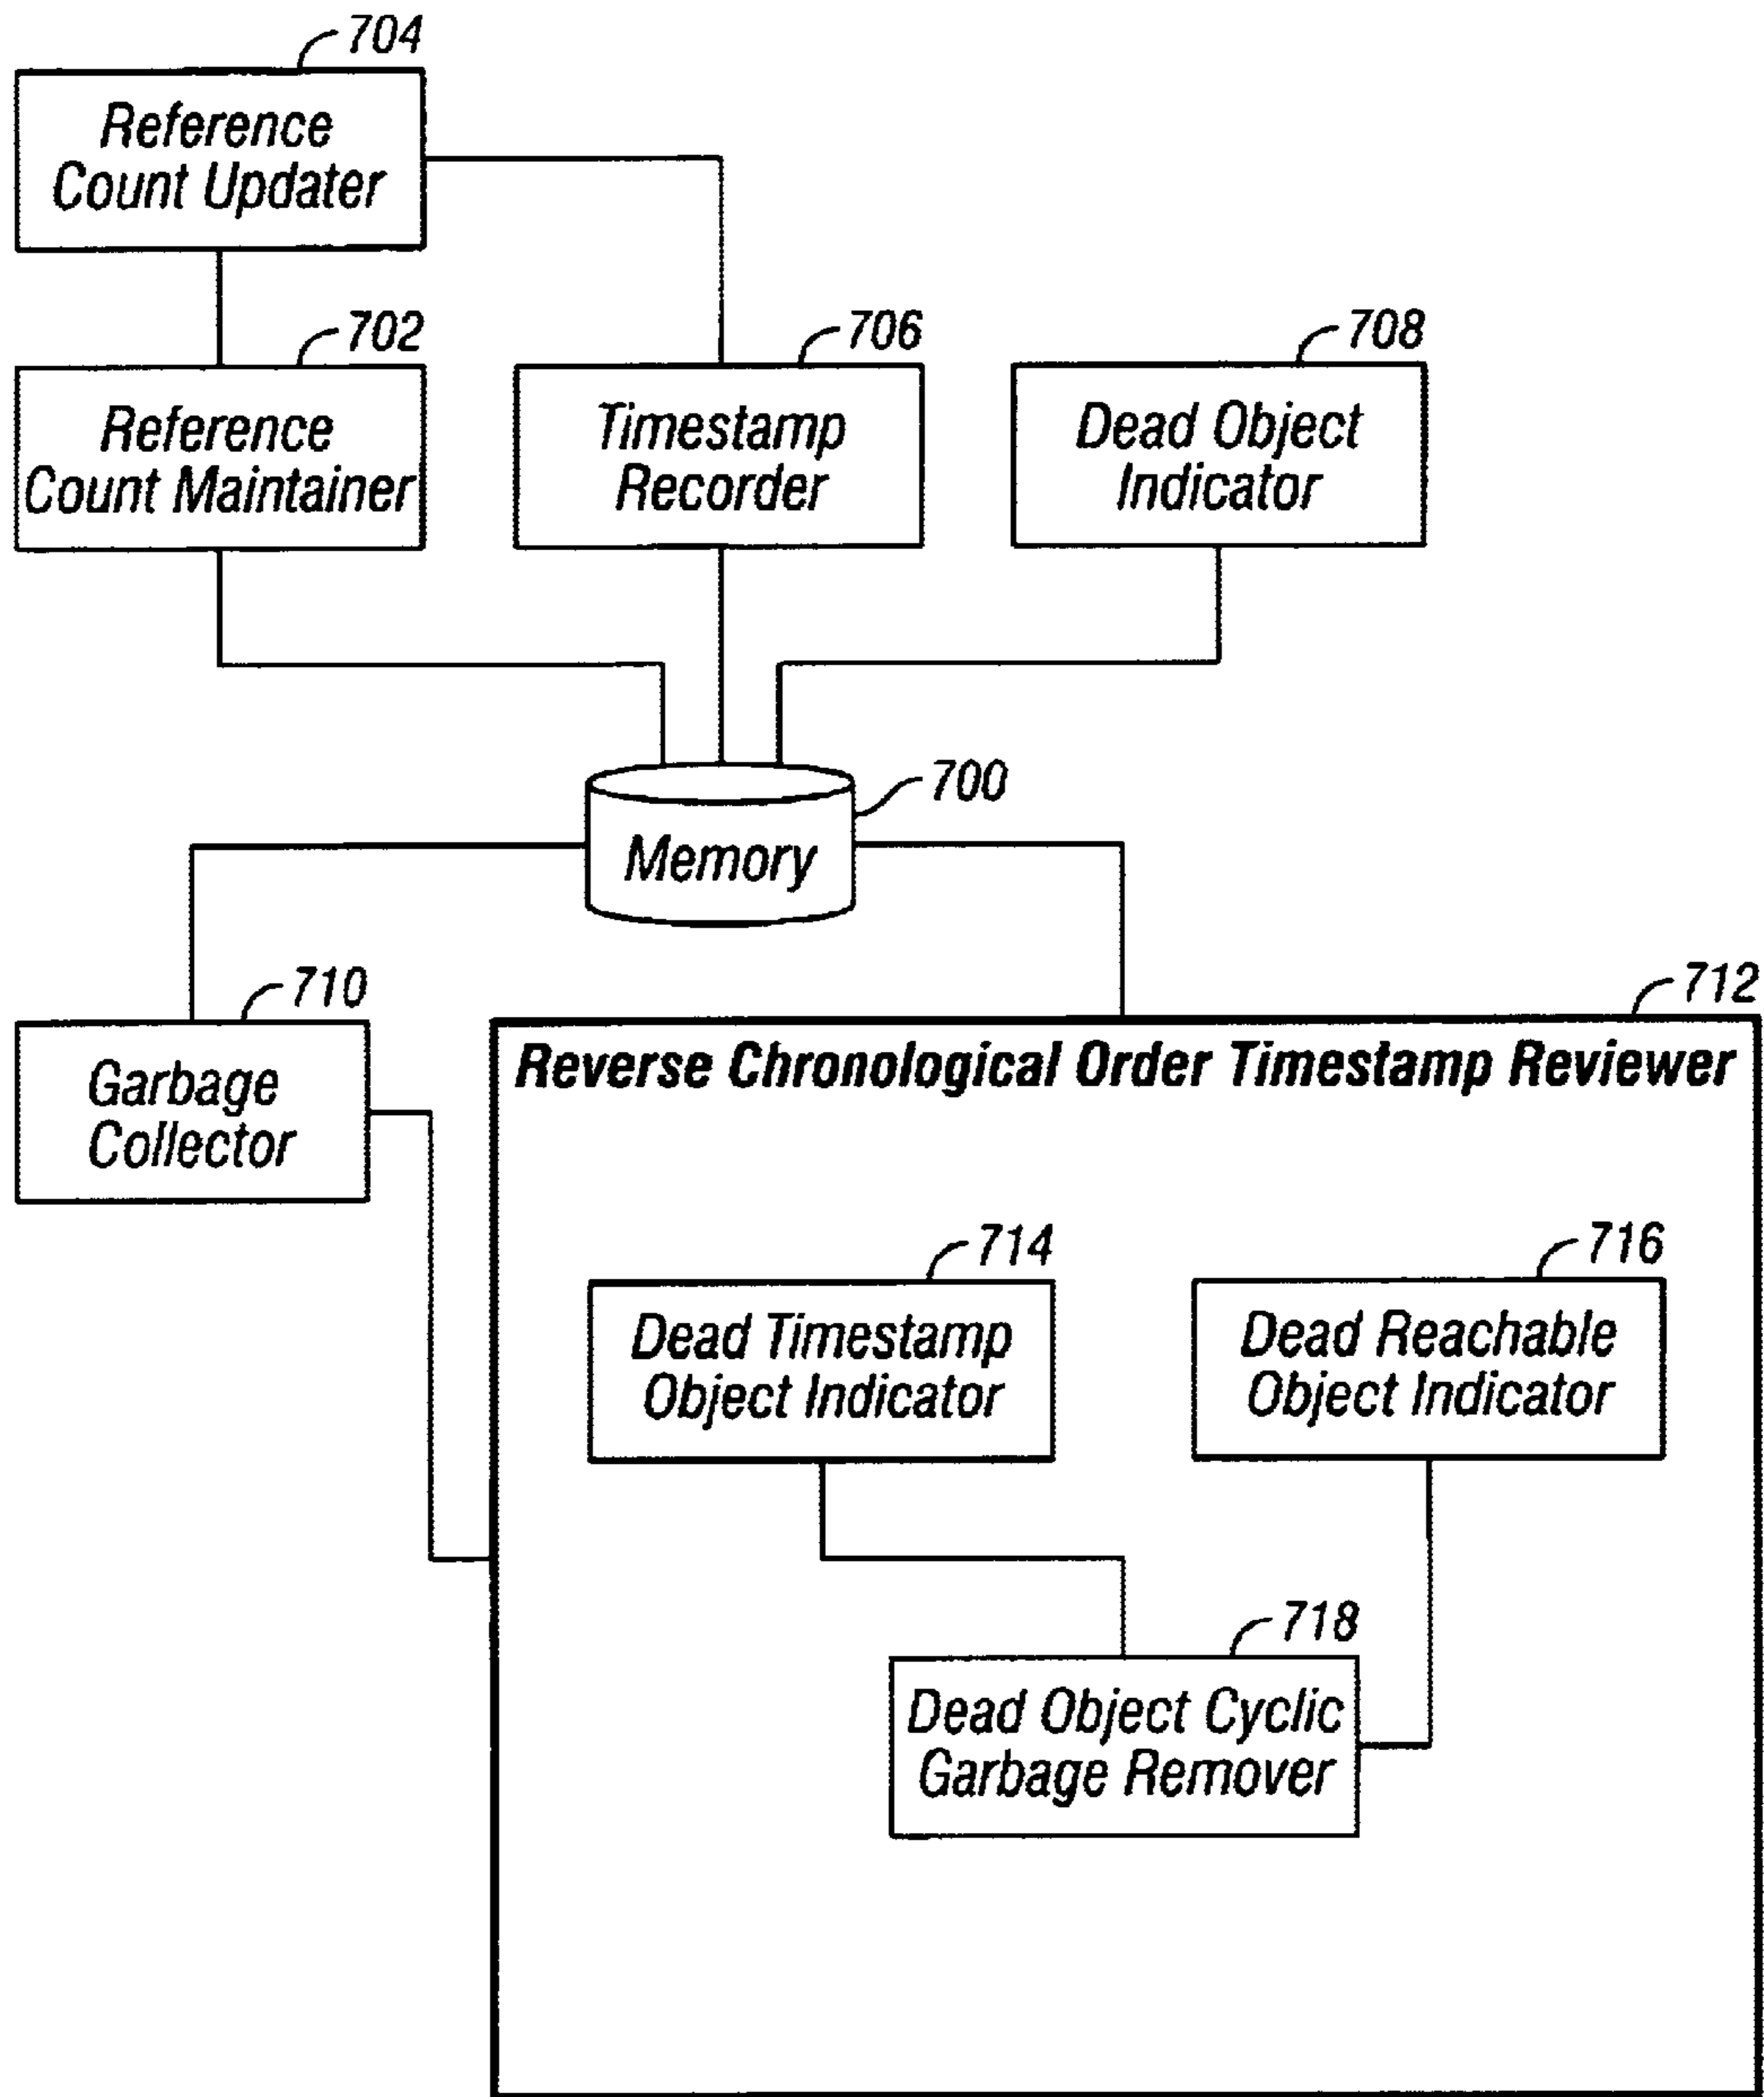 704
Reference
Count Updater
702
706
708
Reference
Count Maintainer
Timestamp
Recorder
Dead Object
Indicator
700
Memory
710
712
Garbage
Collector
Reverse Chronological Order Timestamp Reviewer
714
716
Dead Timestamp
Object Indicator
Dead Reachable
Object Indicator
718
Dead Object Cyclic
Garbage Remover